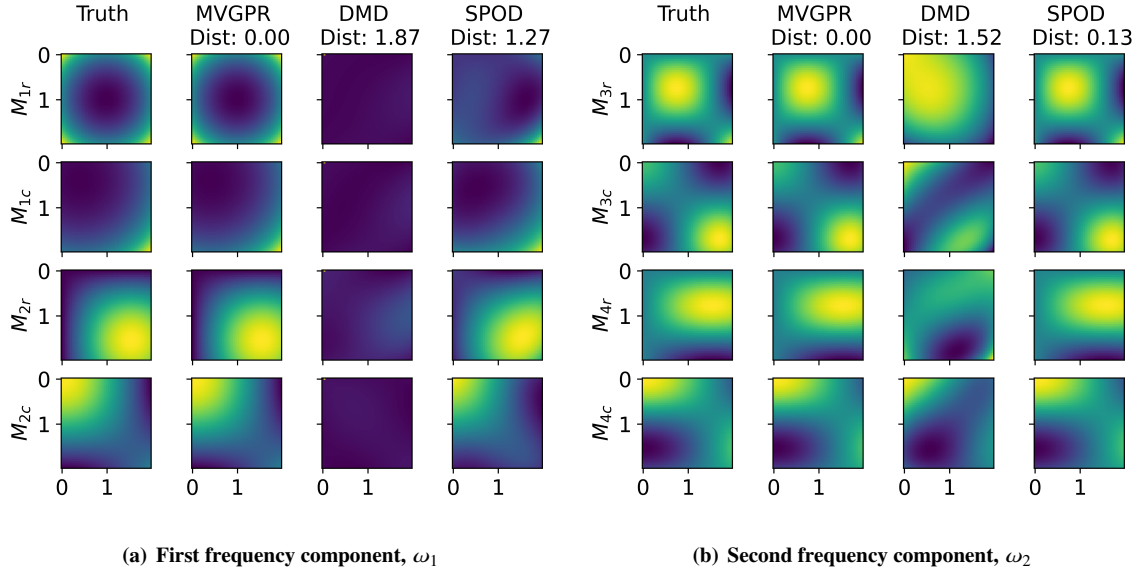 Truth MVGPR DMD SPOD
Dist: 0.00 Dist: 1.87 Dist: 1.27
0
1
M1r
0
1
M1c
0
1
M2r
0
1
M2c
0 1 0 1 0 1 0 1
(a) First frequency component, ω1
Truth MVGPR DMD SPOD
Dist: 0.00 Dist: 1.52 Dist: 0.13
0
1
M3r
0
1
M3c
0
1
M4r
0
1
M4c
0 1 0 1 0 1 0 1
(b) Second frequency component, ω2